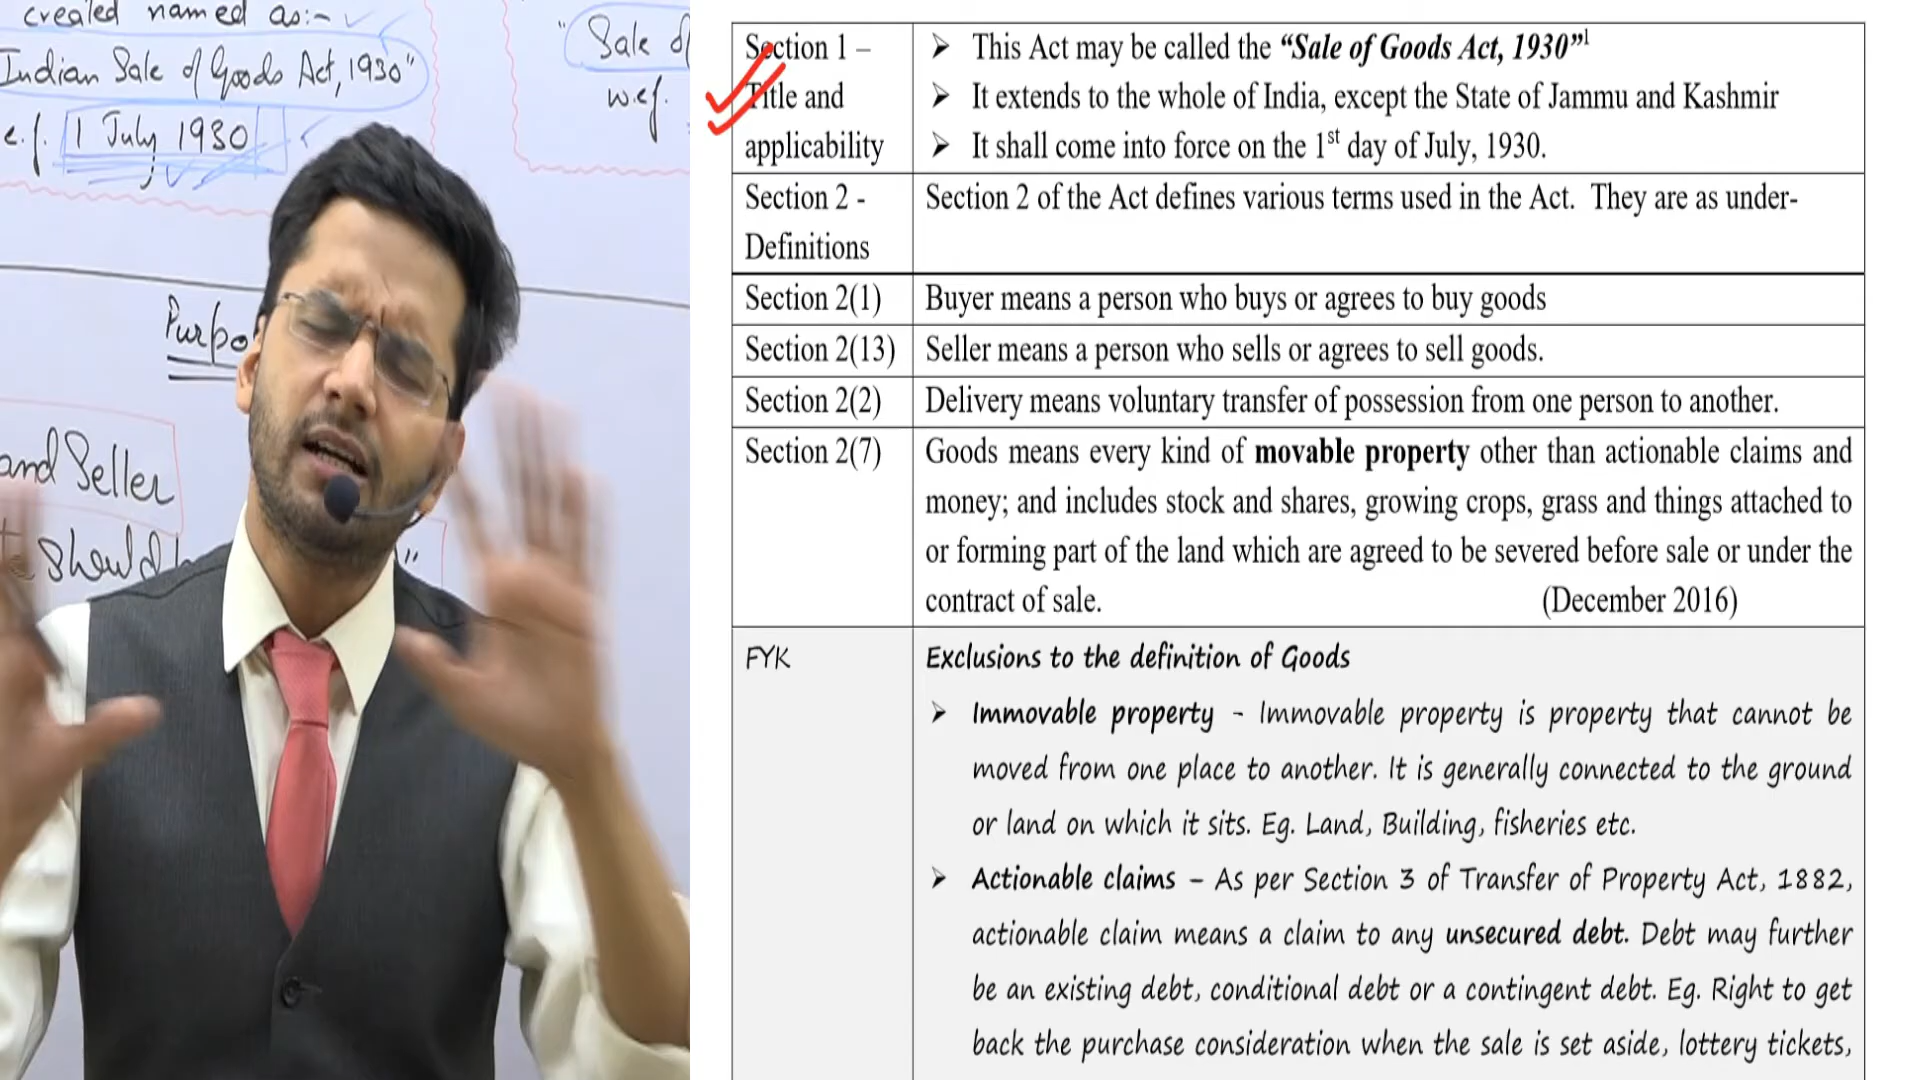 created named as:-
Indian Sale of Goods Act, 1930"
e.f. 1 July 1930
" Sale of
w.e.f.
Purpo
and Seller
should
Section 1 –
Title and
applicability
➢ This Act may be called the “Sale of Goods Act, 1930”1
➢ It extends to the whole of India, except the State of Jammu and Kashmir
➢ It shall come into force on the 1st day of July, 1930.
Section 2 -
Definitions
Section 2 of the Act defines various terms used in the Act. They are as under-
Section 2(1)
Buyer means a person who buys or agrees to buy goods
Section 2(13)
Seller means a person who sells or agrees to sell goods.
Section 2(2)
Delivery means voluntary transfer of possession from one person to another.
Section 2(7)
Goods means every kind of movable property other than actionable claims and
money; and includes stock and shares, growing crops, grass and things attached to
or forming part of the land which are agreed to be severed before sale or under the
contract of sale. (December 2016)
FYK
Exclusions to the definition of Goods
➢ Immovable property - Immovable property is property that cannot be
moved from one place to another. It is generally connected to the ground
or land on which it sits. Eg. Land, Building, fisheries etc.
➢ Actionable claims – As per Section 3 of Transfer of Property Act, 1882,
actionable claim means a claim to any unsecured debt. Debt may further
be an existing debt, conditional debt or a contingent debt. Eg. Right to get
back the purchase consideration when the sale is set aside, lottery tickets,